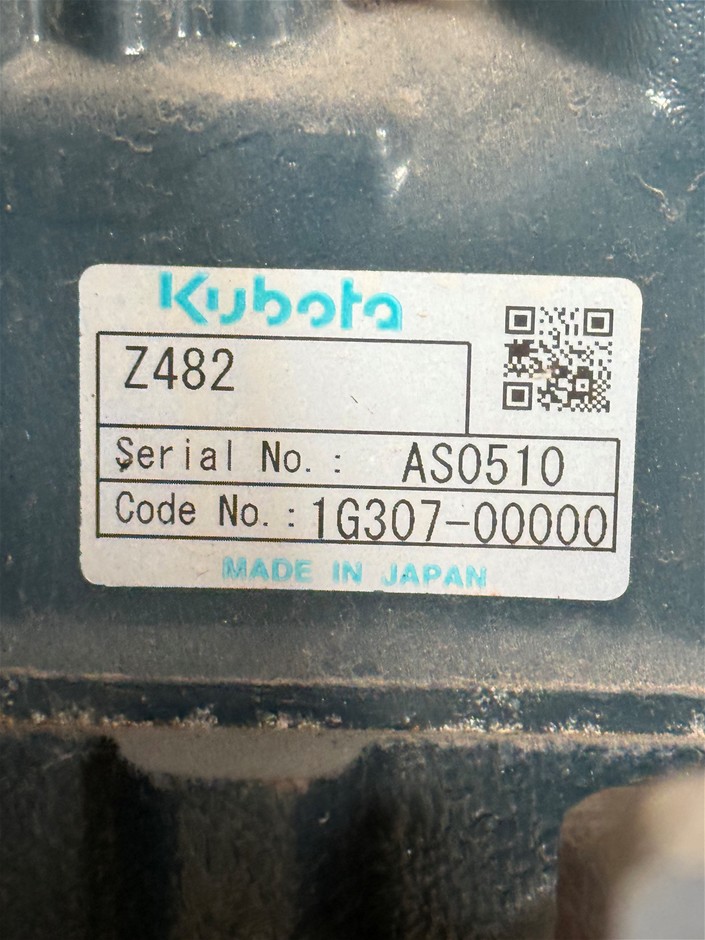 Kubota
Z482
Serial No.: AS0510
Code No.: 1G307-00000
MADE IN JAPAN